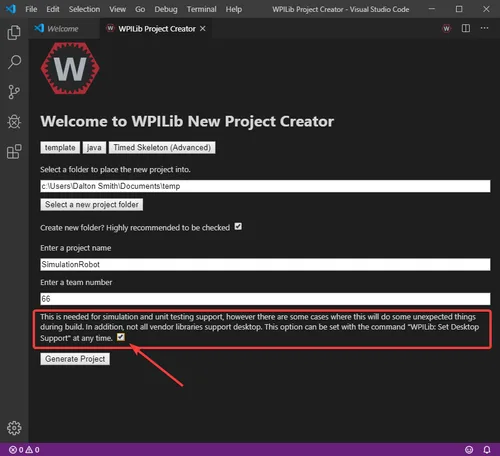 File Edit Selection View Go Debug Terminal Help WPILib Project Creator - Visual Studio Code
Welcome WPILib Project Creator
W
Welcome to WPILib New Project Creator
template java Timed Skeleton (Advanced)
Select a folder to place the new project into.
c:\Users\Dalton Smith\Documents\temp
Select a new project folder
Create new folder? Highly recommended to be checked
Enter a project name
SimulationRobot
Enter a team number
66
This is needed for simulation and unit testing support, however there are some cases where this will do some unexpected things
during build. In addition, not all vendor libraries support desktop. This option can be set with the command "WPILib: Set Desktop
Support" at any time.
Generate Project
0 0